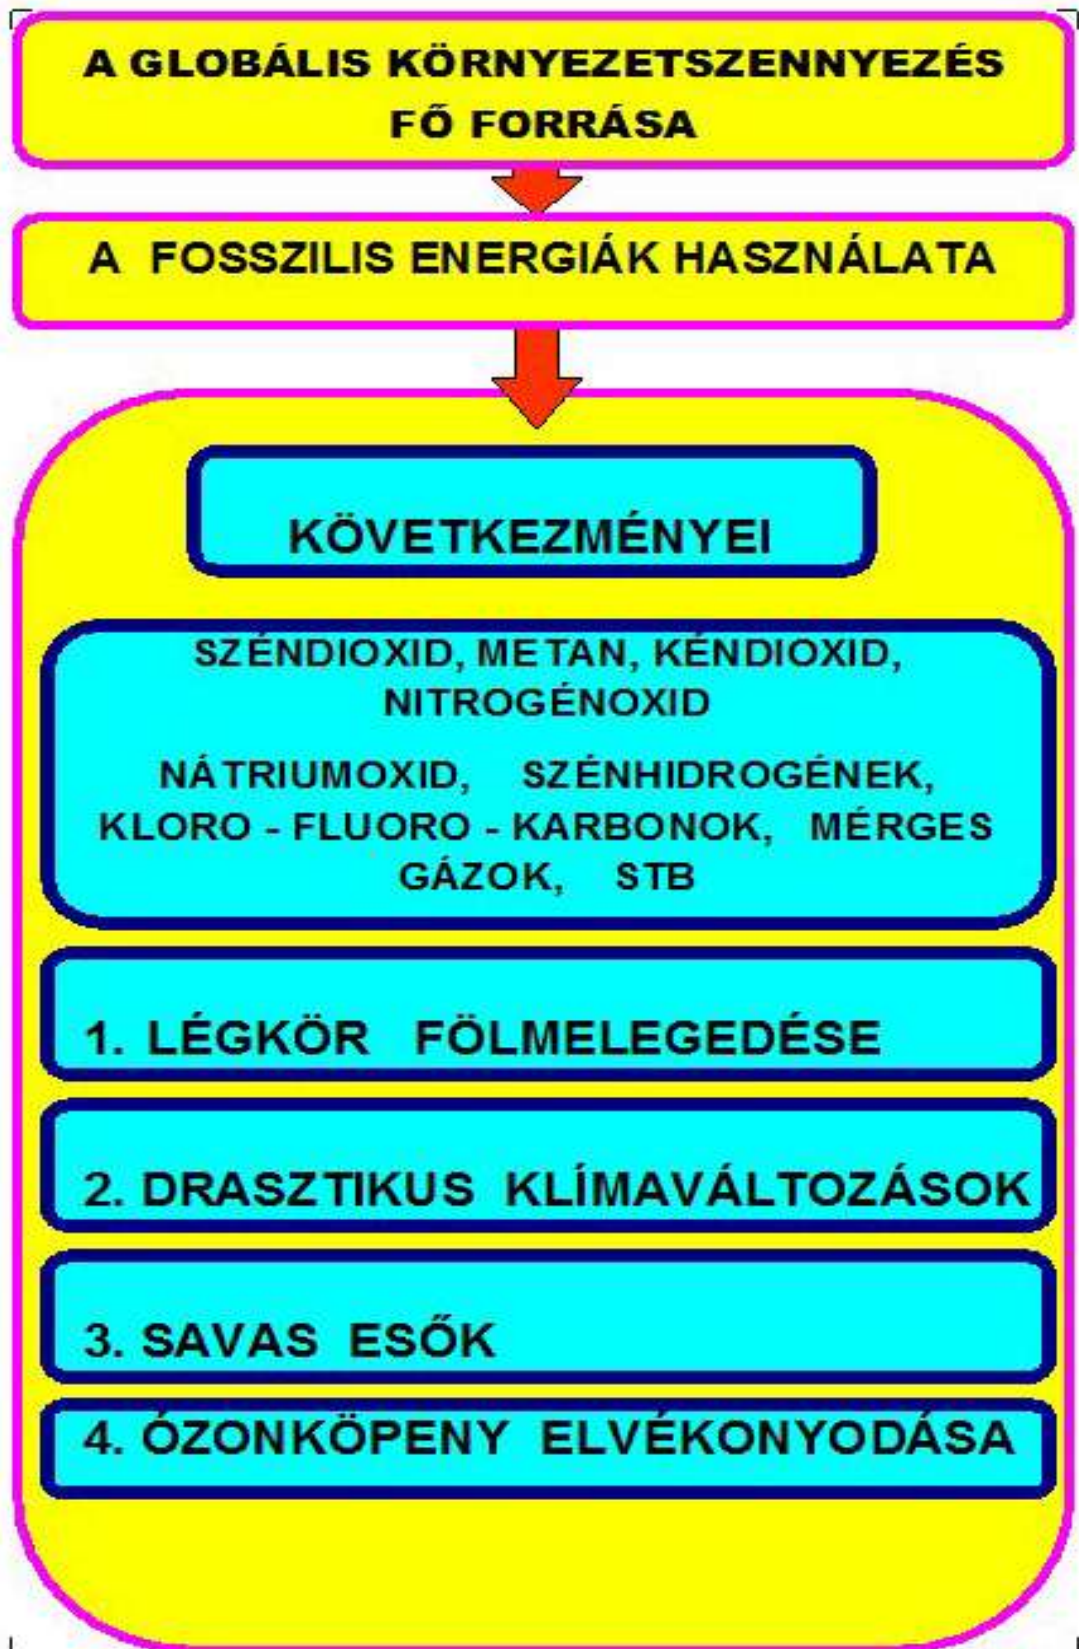 A GLOBÁLIS KÖRNYEZETSZENNYEZÉS
FŐ FORRÁSA
A FOSSZILIS ENERGIÁK HASZNÁLATA
KÖVETKEZMÉNYEI
SZÉNDIOXID, METAN, KÉNDIOXID,
NITROGÉNOXID
NÁTRIUMOXID, SZÉNHIDROGÉNEK,
KLORO - FLUORO - KARBONOK, MÉRGES
GÁZOK, STB
1. LÉGKÖR FÖLMELEGEDÉSE
2. DRASZTIKUS KLÍMAVÁLTOZÁSOK
3. SAVAS ESŐK
4. ÓZONKÖPENY ELVÉKONYODÁSA